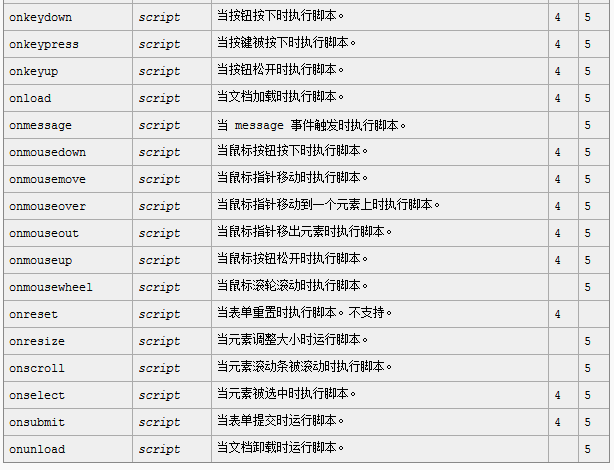 onkeydown script 当按钮按下时执行脚本。 4 5
onkeypress script 当按键被按下时执行脚本。 4 5
onkeyup script 当按钮松开时执行脚本。 4 5
onload script 当文档加载时执行脚本。 4 5
onmessage script 当 message 事件触发时执行脚本。 5
onmousedown script 当鼠标按钮按下时执行脚本。 4 5
onmousemove script 当鼠标指针移动时执行脚本。 4 5
onmouseover script 当鼠标指针移动到一个元素上时执行脚本。 4 5
onmouseout script 当鼠标指针移出元素时执行脚本。 4 5
onmouseup script 当鼠标按钮松开时执行脚本。 4 5
onmousewheel script 当鼠标滚轮滚动时执行脚本。 5
onreset script 当表单重置时执行脚本。不支持。 4
onresize script 当元素调整大小时运行脚本。 5
onscroll script 当元素滚动条被滚动时执行脚本。 5
onselect script 当元素被选中时执行脚本。 4 5
onsubmit script 当表单提交时运行脚本。 4 5
onunload script 当文档卸载时运行脚本。 5